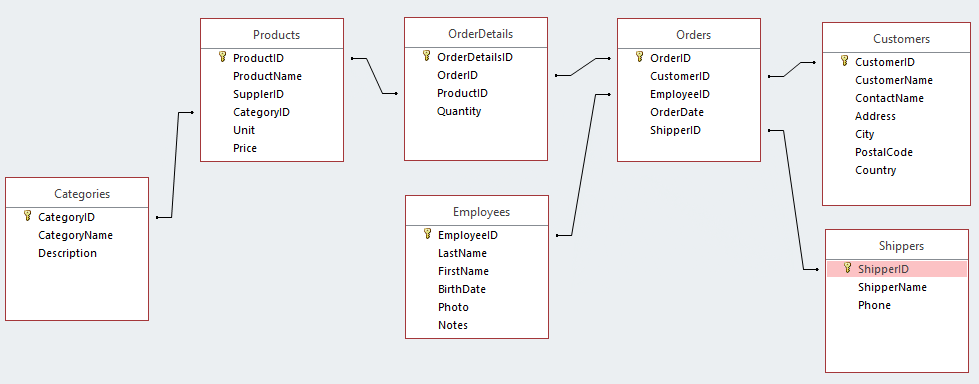 Products
ProductID
ProductName
SupplerID
CategoryID
Unit
Price
OrderDetails
OrderDetailsID
OrderID
ProductID
Quantity
Orders
OrderID
CustomerID
EmployeeID
OrderDate
ShipperID
Customers
CustomerID
CustomerName
ContactName
Address
City
PostalCode
Country
Categories
CategoryID
CategoryName
Description
Employees
EmployeeID
LastName
FirstName
BirthDate
Photo
Notes
Shippers
ShipperID
ShipperName
Phone